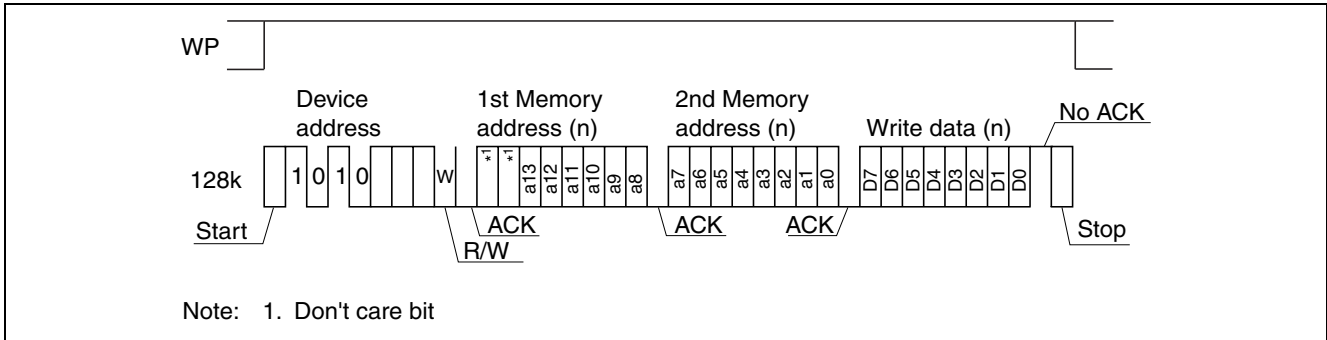 WP
Device address
1st Memory address (n)
2nd Memory address (n)
Write data (n)
No ACK
128k
1 0 1 0
W
*1 *1 a13 a12 a11 a10 a9 a8
a7 a6 a5 a4 a3 a2 a1 a0
D7 D6 D5 D4 D3 D2 D1 D0
Start
R/W
ACK
ACK
ACK
Stop
Note: 1. Don't care bit